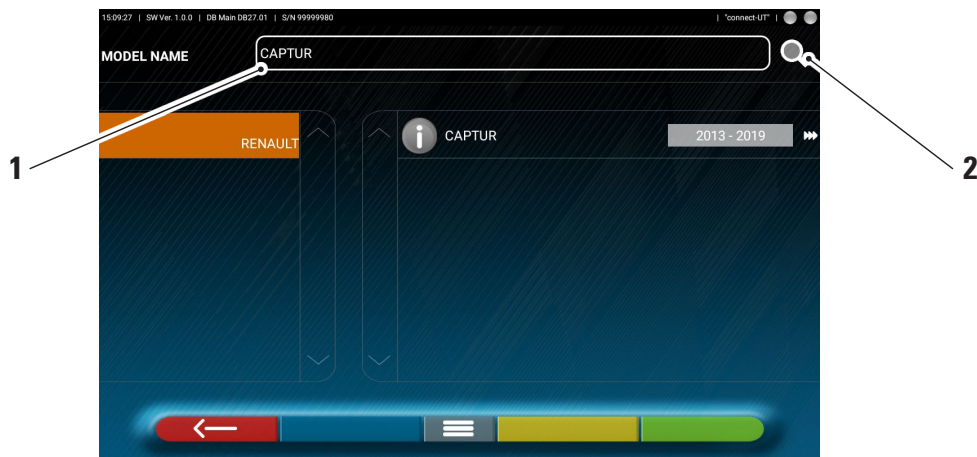 15:09:27 | SW Ver. 1.0.0 | DB Main DB27.01 | S/N 99999980 | "connect-UT" |
MODEL NAME CAPTUR
RENAULT CAPTUR 2013 - 2019
1
2